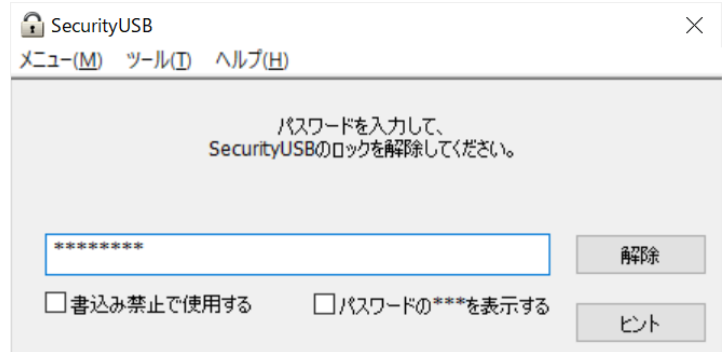 SecurityUSB
メニュー(M) ツール(T) ヘルプ(H)
パスワードを入力して、
SecurityUSBのロックを解除してください。
********
解除
書込み禁止で使用する
パスワードの***を表示する
ヒント